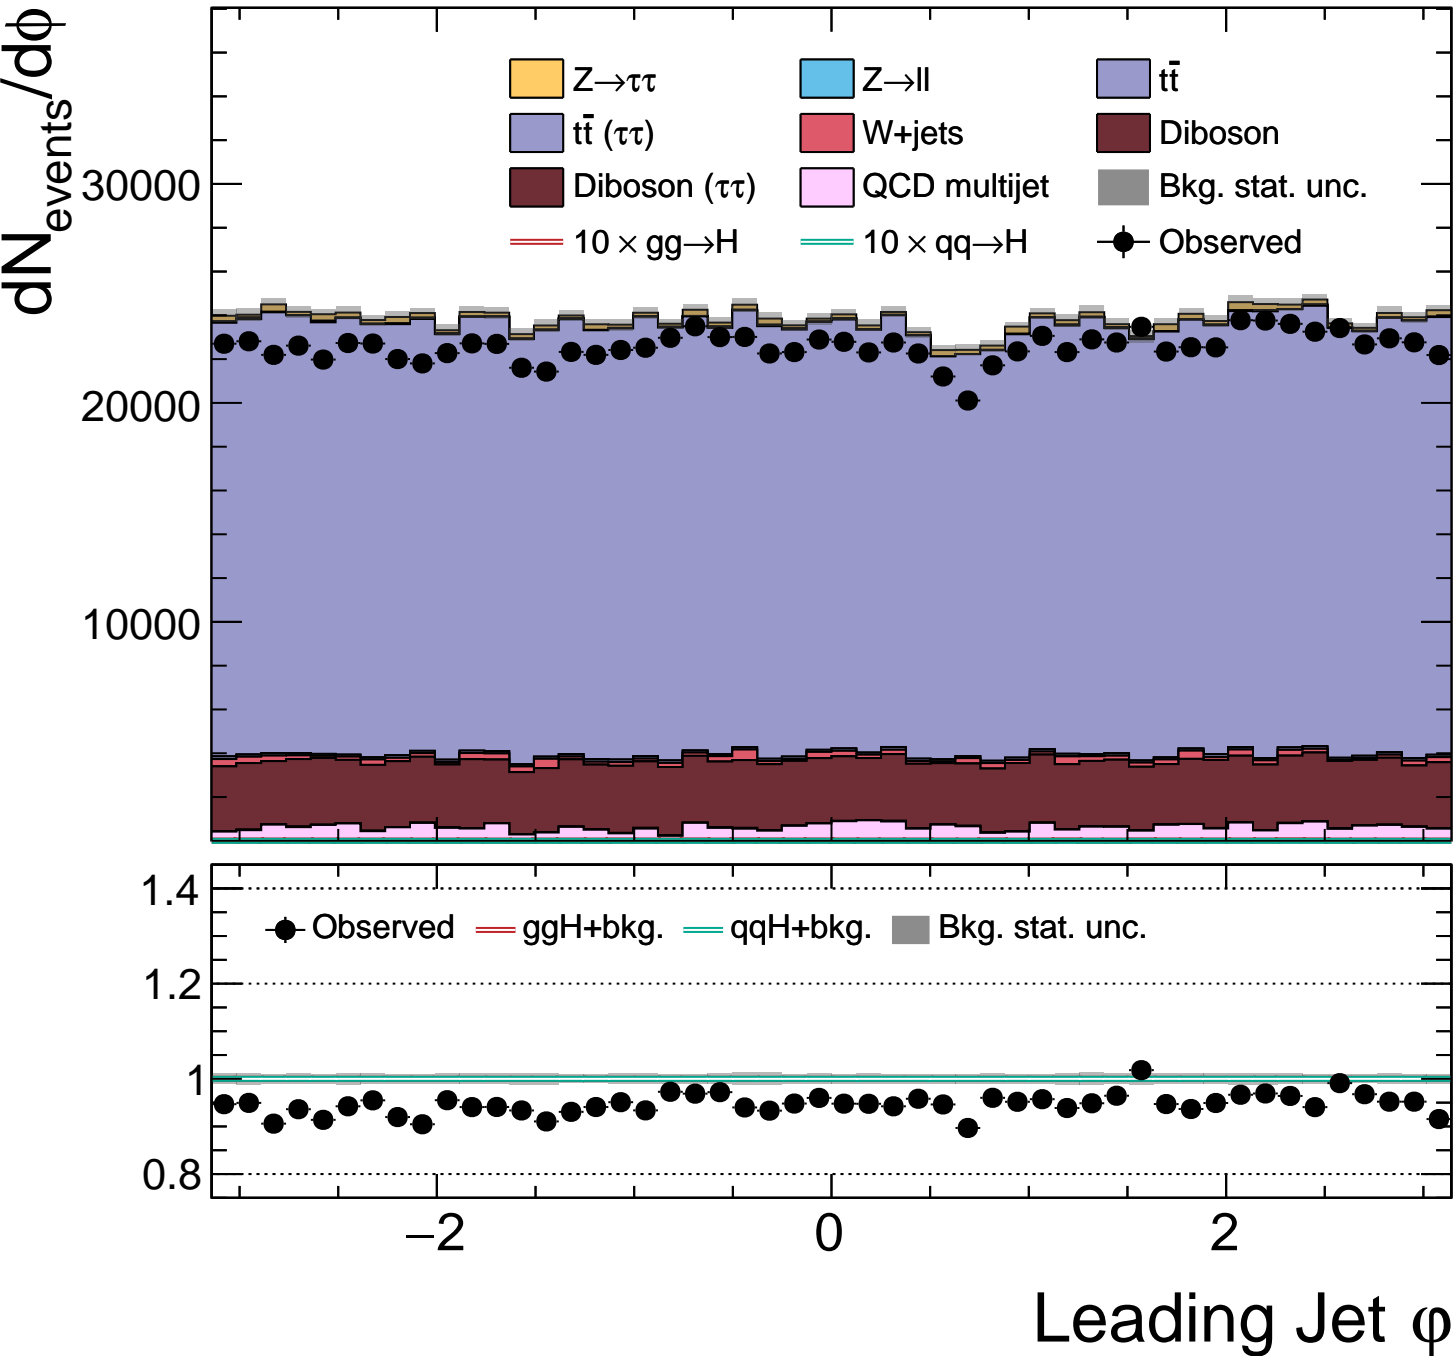 dN_events/dϕ
Z→ττ Z→ll tt̄
tt̄ (ττ) W+jets Diboson
Diboson (ττ) QCD multijet Bkg. stat. unc.
10 × gg→H 10 × qq→H Observed
30000
20000
10000
1.4
Observed ggH+bkg. qqH+bkg. Bkg. stat. unc.
1.2
1
0.8
−2 0 2
Leading Jet φ